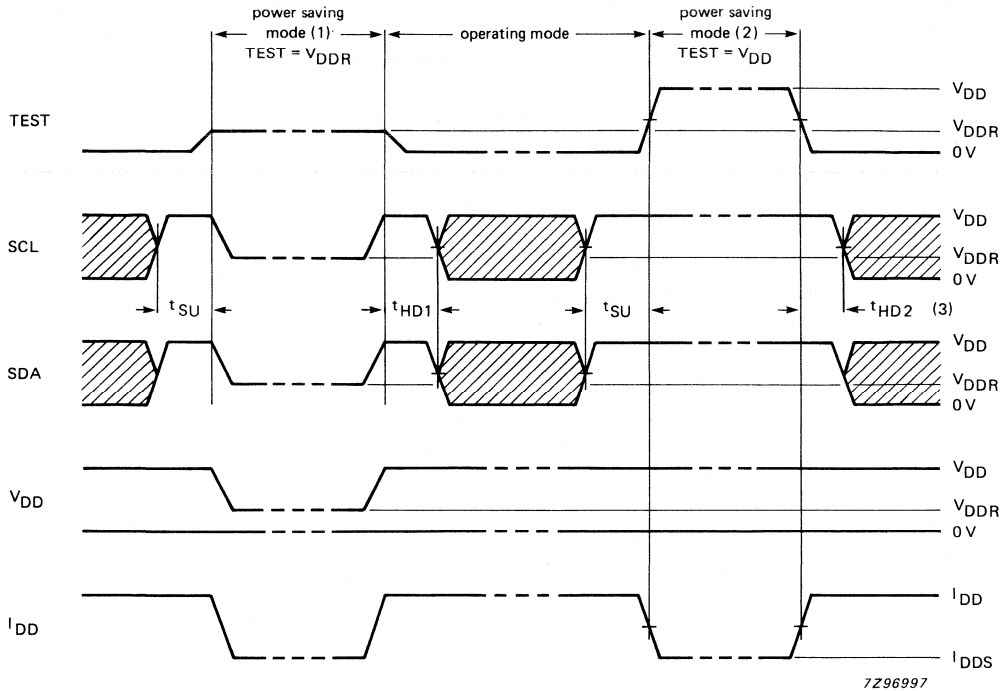 power saving
mode (1)
TEST = VDDR
operating mode
power saving
mode (2)
TEST = VDD
TEST
VDD
VDDR
0 V
SCL
VDD
VDDR
0 V
tSU
tHD1
tSU
tHD2 (3)
SDA
VDD
VDDR
0 V
VDD
VDD
VDDR
0 V
IDD
IDD
IDDS
7Z96997